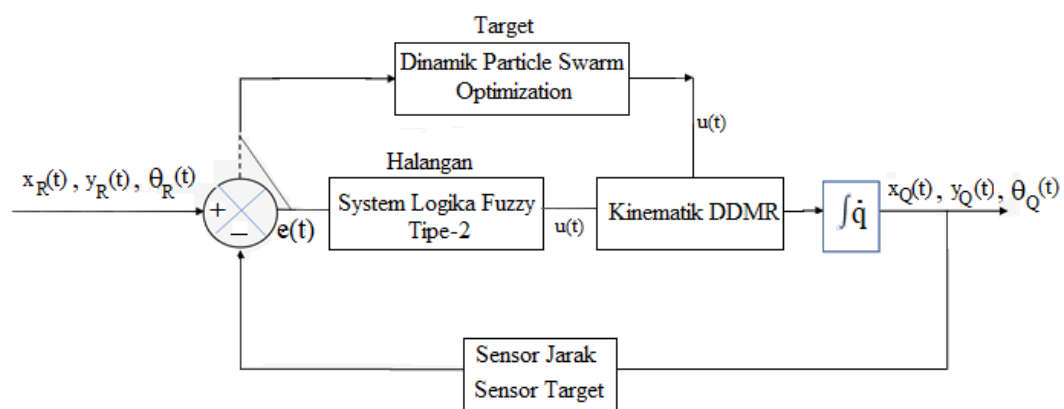 Target
Dinamik Particle Swarm
Optimization
u(t)
Halangan
x_R(t) , y_R(t) , θ_R(t)
+
−
e(t)
System Logika Fuzzy
Tipe-2
u(t)
Kinematik DDMR
∫q̇
x_Q(t) , y_Q(t) , θ_Q(t)
Sensor Jarak
Sensor Target